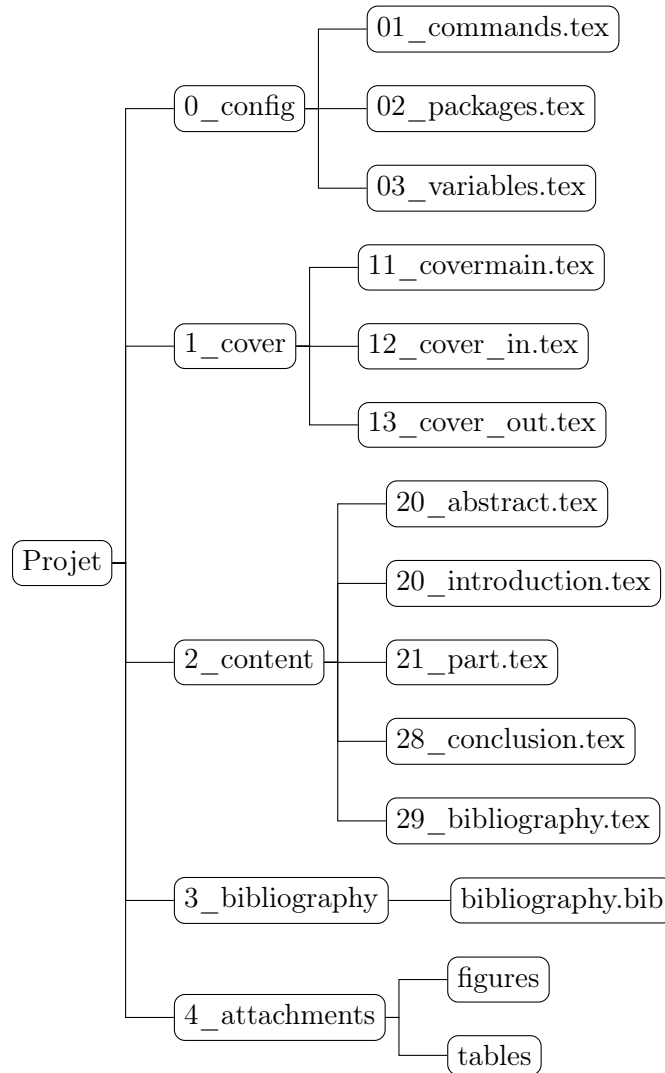 Projet
0_config
01_commands.tex
02_packages.tex
03_variables.tex
1_cover
11_covermain.tex
12_cover_in.tex
13_cover_out.tex
2_content
20_abstract.tex
20_introduction.tex
21_part.tex
28_conclusion.tex
29_bibliography.tex
3_bibliography
bibliography.bib
4_attachments
figures
tables